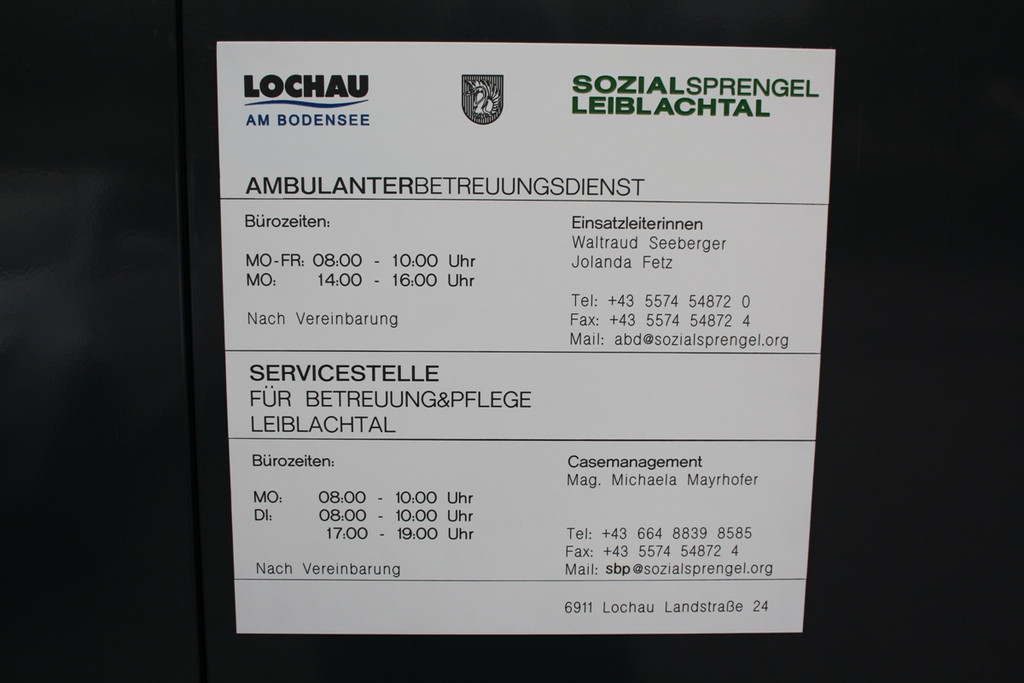 LOCHAU
AM BODENSEE
SOZIALSPRENGEL
LEIBLACHTAL
AMBULANTERBETREUUNGSDIENST
Bürozeiten:
MO-FR: 08:00 - 10:00 Uhr
MO: 14:00 - 16:00 Uhr
Nach Vereinbarung
Einsatzleiterinnen
Waltraud Seeberger
Jolanda Fetz
Tel: +43 5574 54872 0
Fax: +43 5574 54872 4
Mail: abd@sozialsprengel.org
SERVICESTELLE
FÜR BETREUUNG&PFLEGE
LEIBLACHTAL
Bürozeiten:
MO: 08:00 - 10:00 Uhr
DI: 08:00 - 10:00 Uhr
17:00 - 19:00 Uhr
Nach Vereinbarung
Casemanagement
Mag. Michaela Mayrhofer
Tel: +43 664 8839 8585
Fax: +43 5574 54872 4
Mail: sbp@sozialsprengel.org
6911 Lochau Landstraße 24